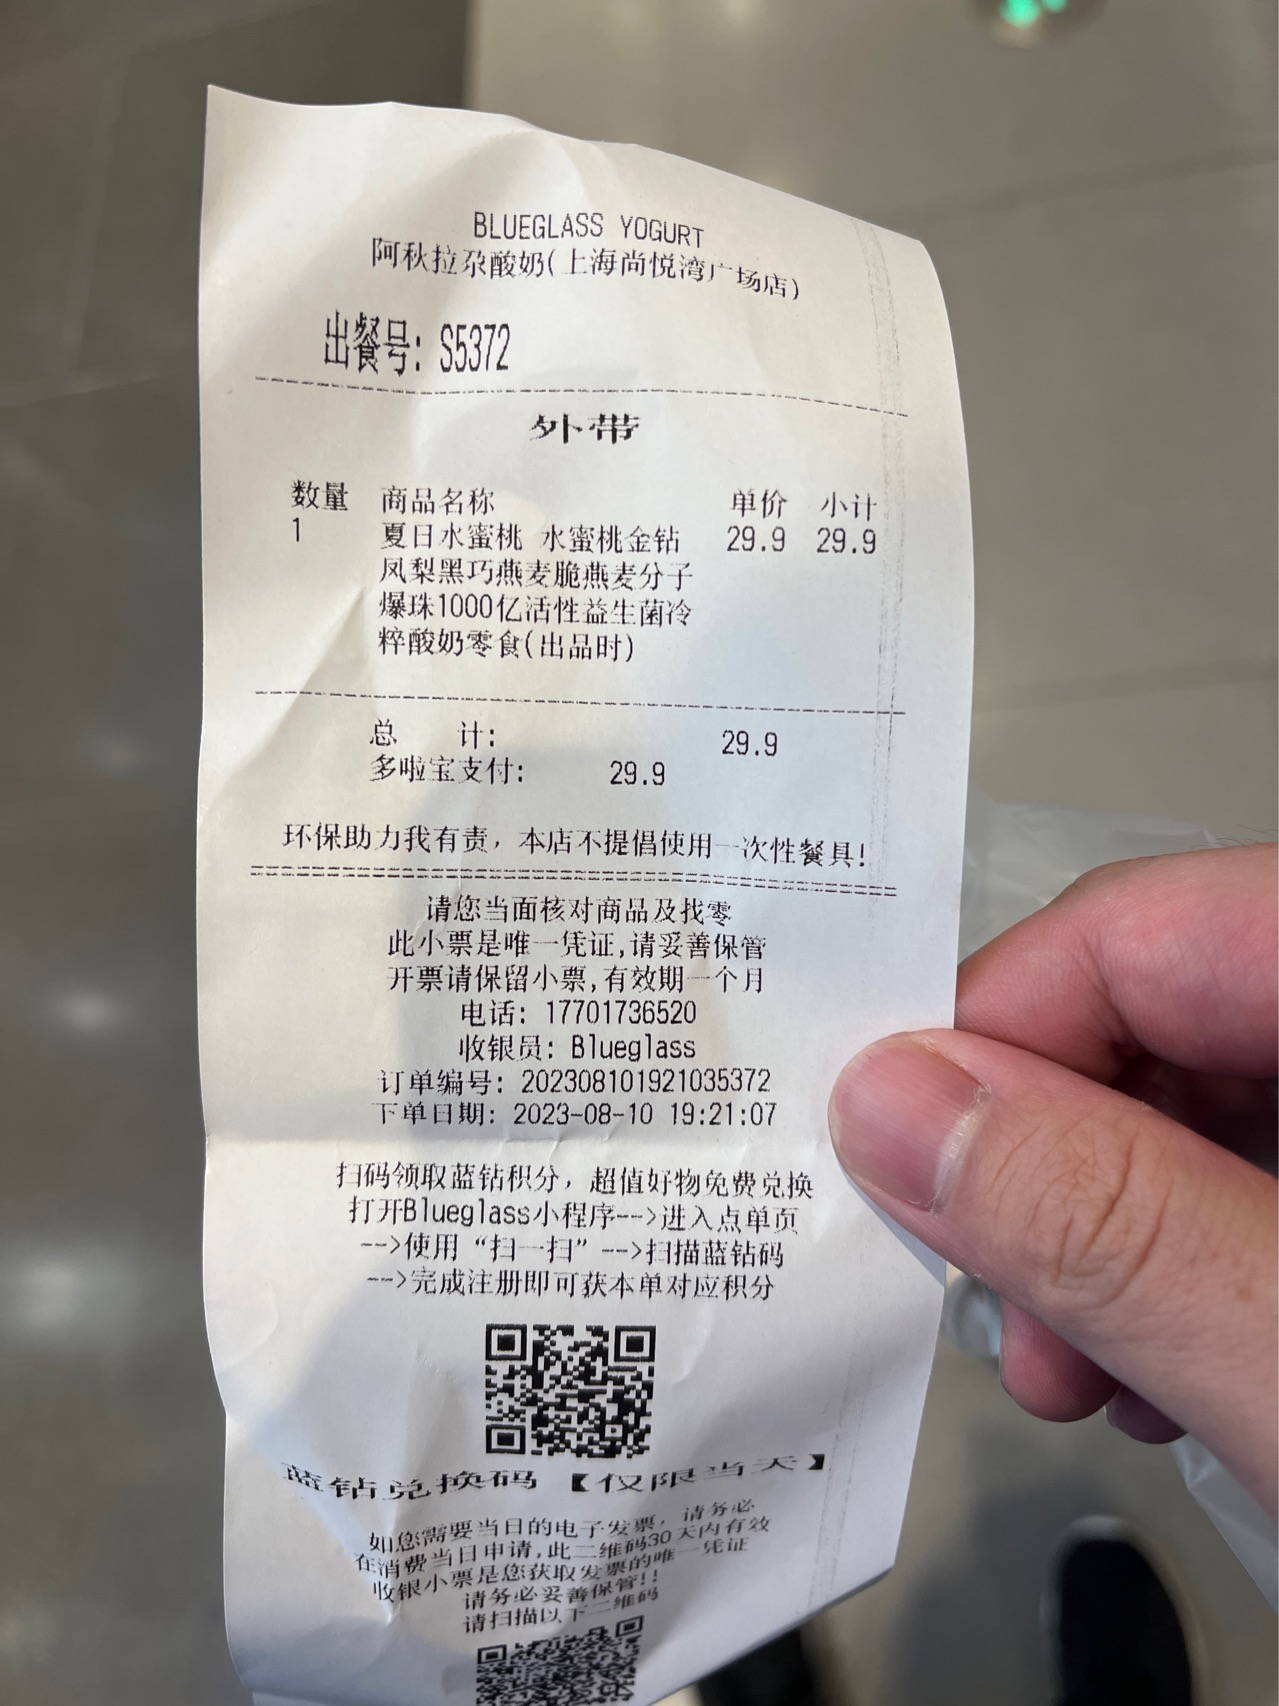 BLUEGLASS YOGURT
阿秋拉尕酸奶(上海尚悦湾广场店)
出餐号: S5372
外带
数量 商品名称 单价 小计
1 夏日水蜜桃 水蜜桃金钻 29.9 29.9
凤梨黑巧燕麦脆燕麦分子
爆珠1000亿活性益生菌冷
粹酸奶零食(出品时)
总 计: 29.9
多啦宝支付: 29.9
环保助力我有责，本店不提倡使用一次性餐具!
请您当面核对商品及找零
此小票是唯一凭证,请妥善保管
开票请保留小票,有效期一个月
电话: 17701736520
收银员: Blueglass
订单编号: 202308101921035372
下单日期: 2023-08-10 19:21:07
扫码领取蓝钻积分，超值好物免费兑换
打开Blueglass小程序-->进入点单页
-->使用“扫一扫”-->扫描蓝钻码
-->完成注册即可获本单对应积分
蓝钻兑换码【仅限当天】
如您需要当日的电子发票，请务必
在消费当日申请,此二维码30天内有效
收银小票是您获取发票的唯一凭证
请务必妥善保管!!
请扫描以下二维码